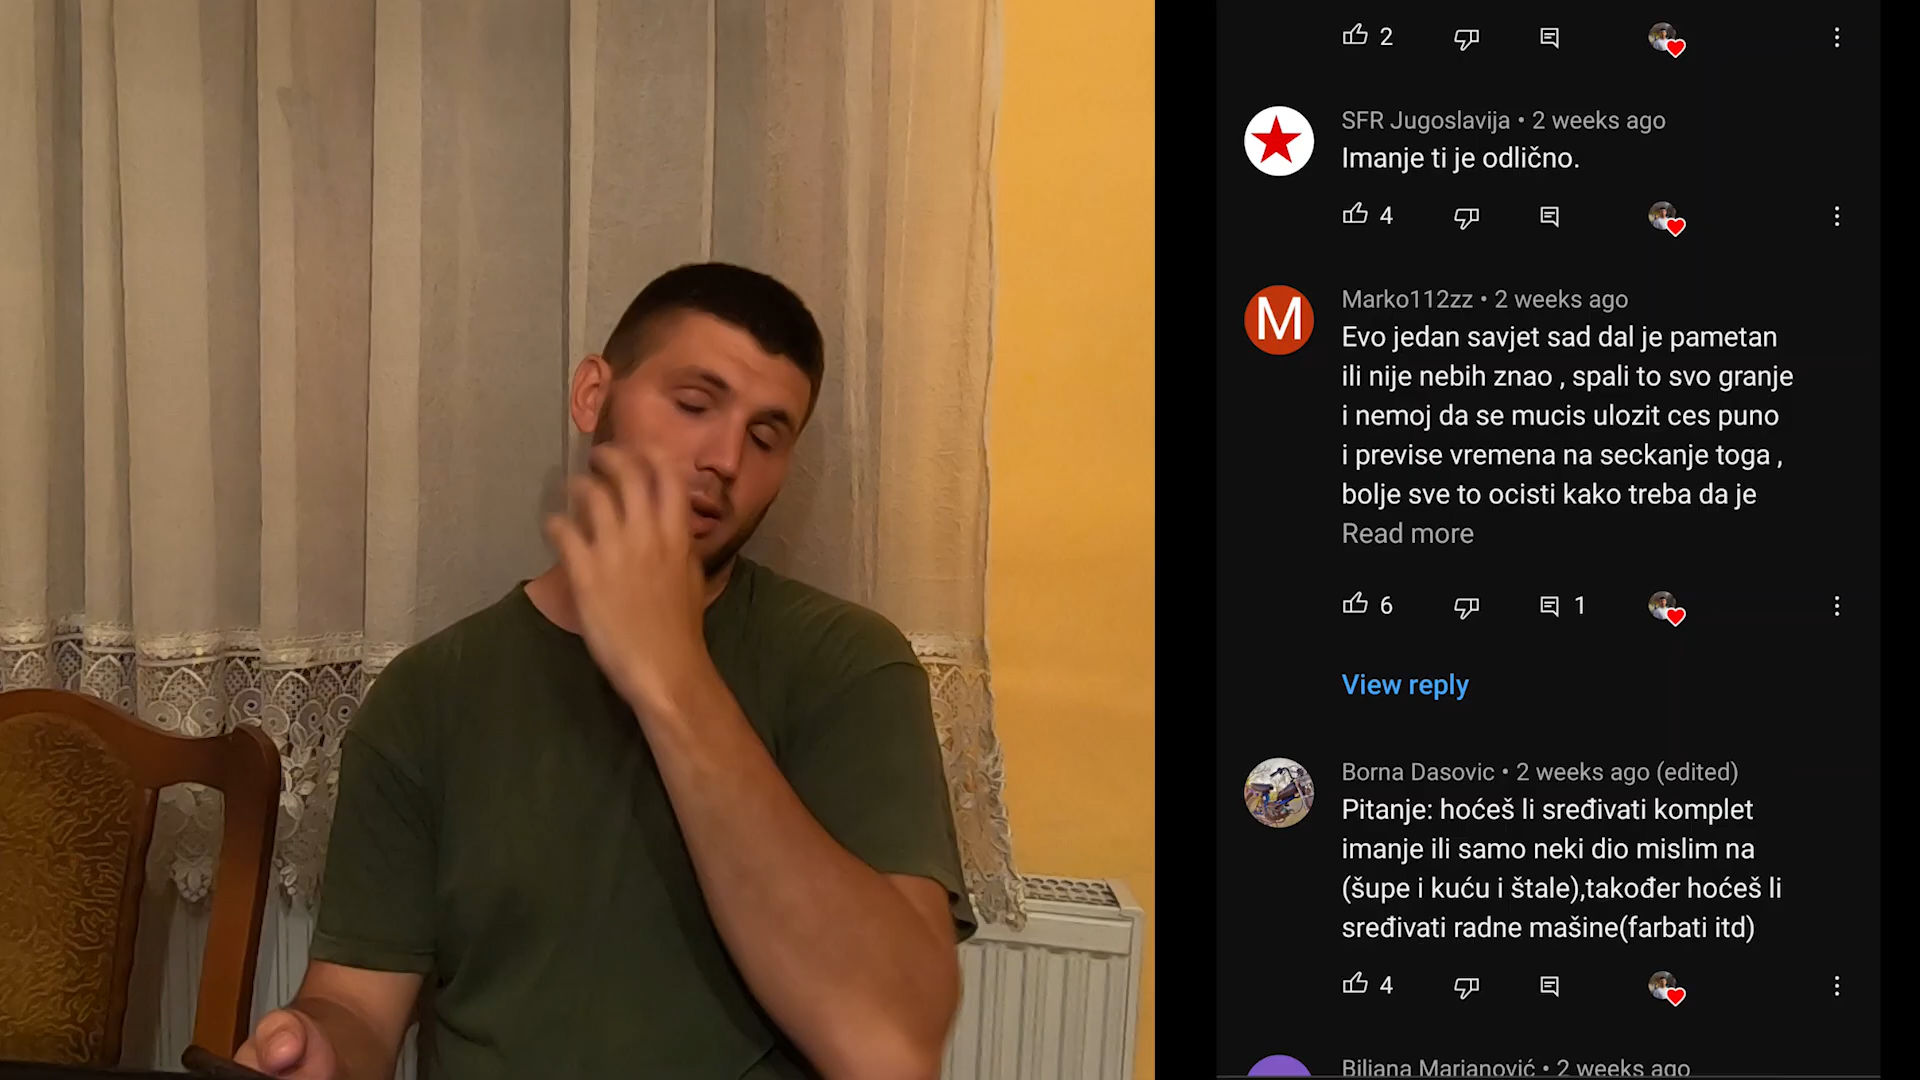 2
SFR Jugoslavija • 2 weeks ago
Imanje ti je odlično.
4
M
Marko112zz • 2 weeks ago
Evo jedan savjet sad dal je pametan
ili nije nebih znao , spali to svo granje
i nemoj da se mucis ulozit ces puno
i previse vremena na seckanje toga ,
bolje sve to ocisti kako treba da je
Read more
6
1
View reply
Borna Dasovic • 2 weeks ago (edited)
Pitanje: hoćeš li sređivati komplet
imanje ili samo neki dio mislim na
(šupe i kuću i štale),također hoćeš li
sređivati radne mašine(farbati itd)
4
Biljana Marjanović • 2 weeks ago